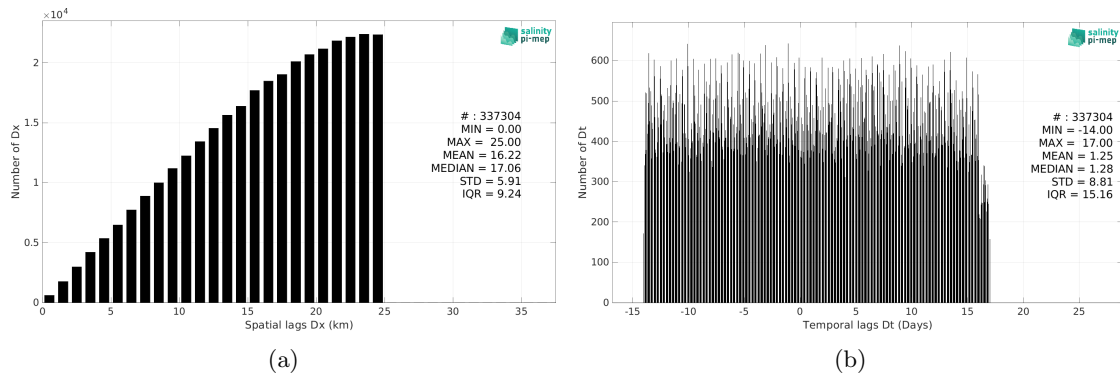 ×10^4
salinity
pi-mep
2
1.5
1
0.5
0
Number of Dx
# : 337304
MIN = 0.00
MAX = 25.00
MEAN = 16.22
MEDIAN = 17.06
STD = 5.91
IQR = 9.24
0 5 10 15 20 25 30 35
Spatial lags Dx (km)
(a)
salinity
pi-mep
600
500
400
300
200
100
0
Number of Dt
# : 337304
MIN = -14.00
MAX = 17.00
MEAN = 1.25
MEDIAN = 1.28
STD = 8.81
IQR = 15.16
-15 -10 -5 0 5 10 15 20 25
Temporal lags Dt (Days)
(b)